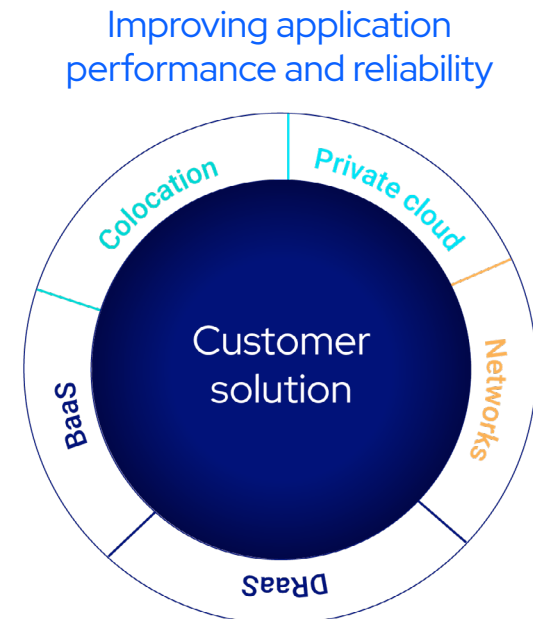 Improving application
performance and reliability
Colocation
Private cloud
Networks
DRaaS
BaaS
Customer
solution